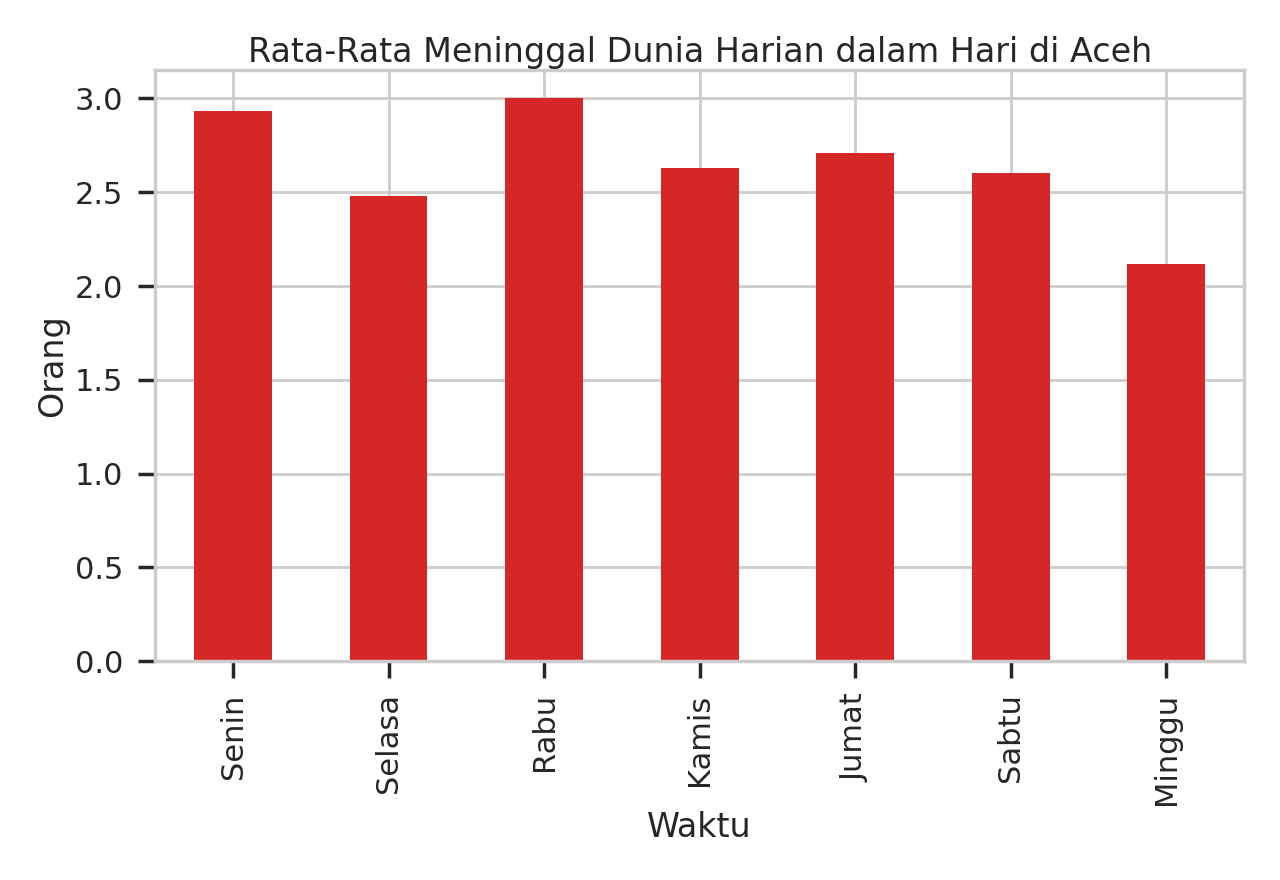 Rata-Rata Meninggal Dunia Harian dalam Hari di Aceh
3.0
2.5
2.0
1.5
1.0
0.5
0.0
Orang
Senin
Selasa
Rabu
Kamis
Jumat
Sabtu
Minggu
Waktu